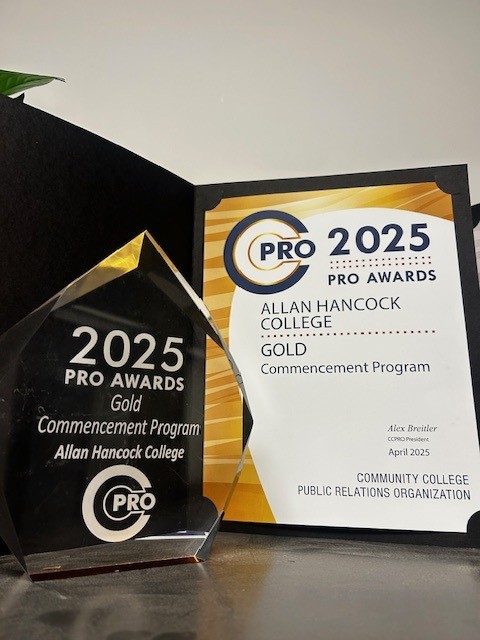 2025
PRO AWARDS
Gold
Commencement Program
Allan Hancock College
PRO
PRO
2025
PRO AWARDS
ALLAN HANCOCK
COLLEGE
GOLD
Commencement Program
Alex Breitler
CCPRO President
April 2025
COMMUNITY COLLEGE
PUBLIC RELATIONS ORGANIZATION